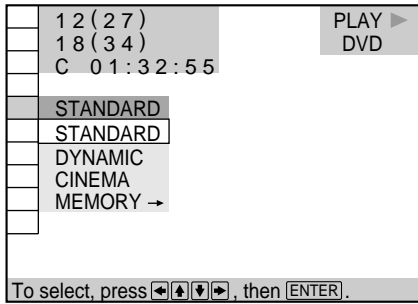 12(27)
18(34)
C 01:32:55
PLAY ▶
DVD
STANDARD
STANDARD
DYNAMIC
CINEMA
MEMORY →
To select, press ←↑↓→, then ENTER.